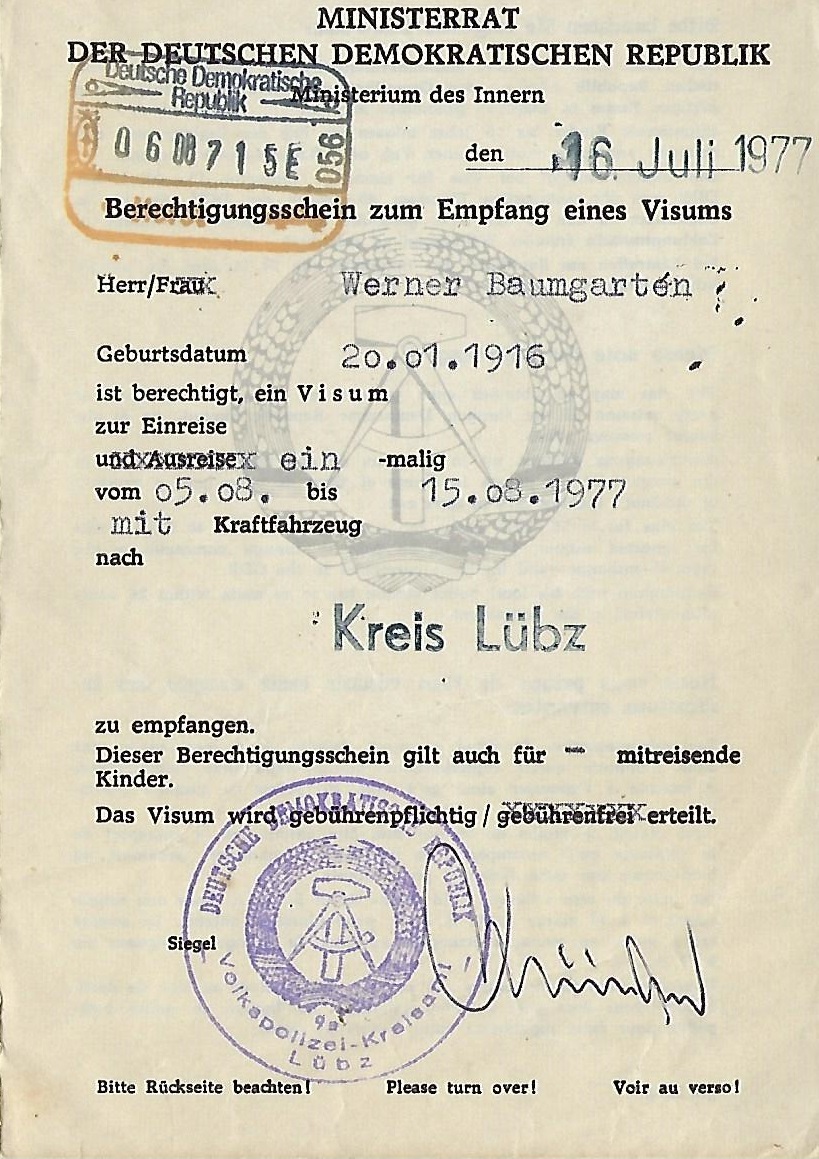 MINISTERRAT
DER DEUTSCHEN DEMOKRATISCHEN REPUBLIK
Deutsche Demokratische
Republik
Ministerium des Innern
06 08 7 1 5E 056
den 16. Juli 1977
Berechtigungsschein zum Empfang eines Visums
Herr/Frau Werner Baumgarten
Geburtsdatum 20.01.1916
ist berechtigt, ein Visum
zur Einreise
und Ausreise ein -malig
vom 05.08. bis 15.08.1977
mit Kraftfahrzeug
nach
Kreis Lübz
zu empfangen.
Dieser Berechtigungsschein gilt auch für -- mitreisende
Kinder.
Das Visum wird gebührenpflichtig / gebührenfrei erteilt.
DEUTSCHE DEMOKRATISCHE REPUBLIK
Siegel
Volkspolizei-Kreisamt
Lübz
Bitte Rückseite beachten! Please turn over! Voir au verso!